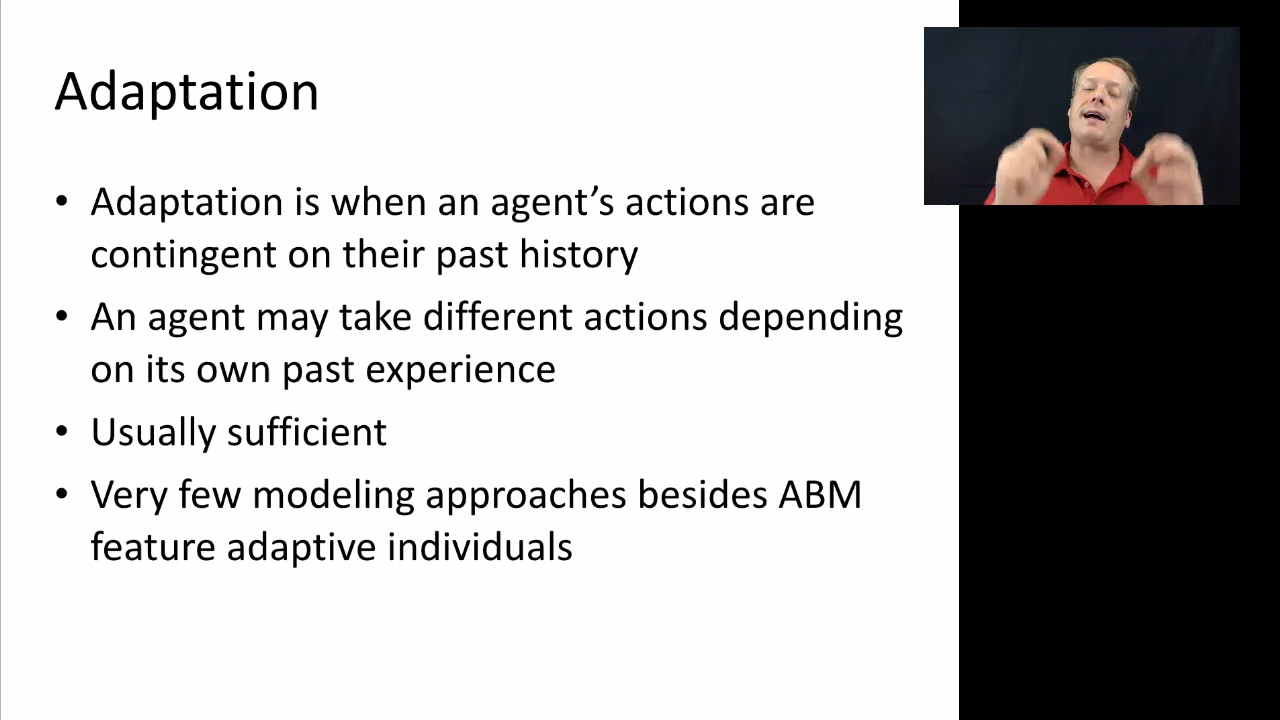 Adaptation
• Adaptation is when an agent’s actions are
contingent on their past history
• An agent may take different actions depending
on its own past experience
• Usually sufficient
• Very few modeling approaches besides ABM
feature adaptive individuals